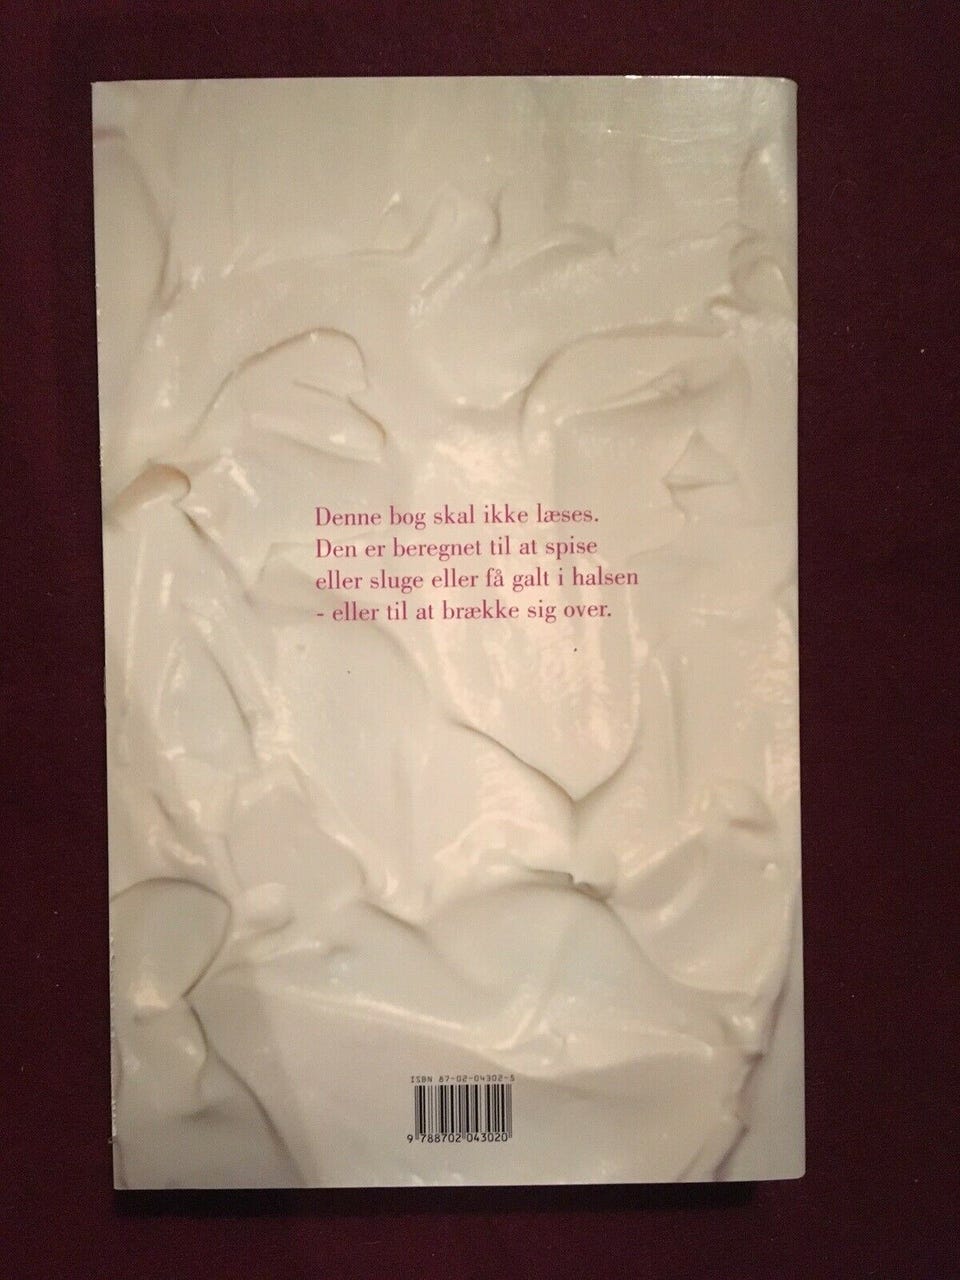 Denne bog skal ikke læses.
Den er beregnet til at spise
eller sluge eller få galt i halsen
- eller til at brække sig over.
ISBN 87-02-04302-5
9 788702 043020